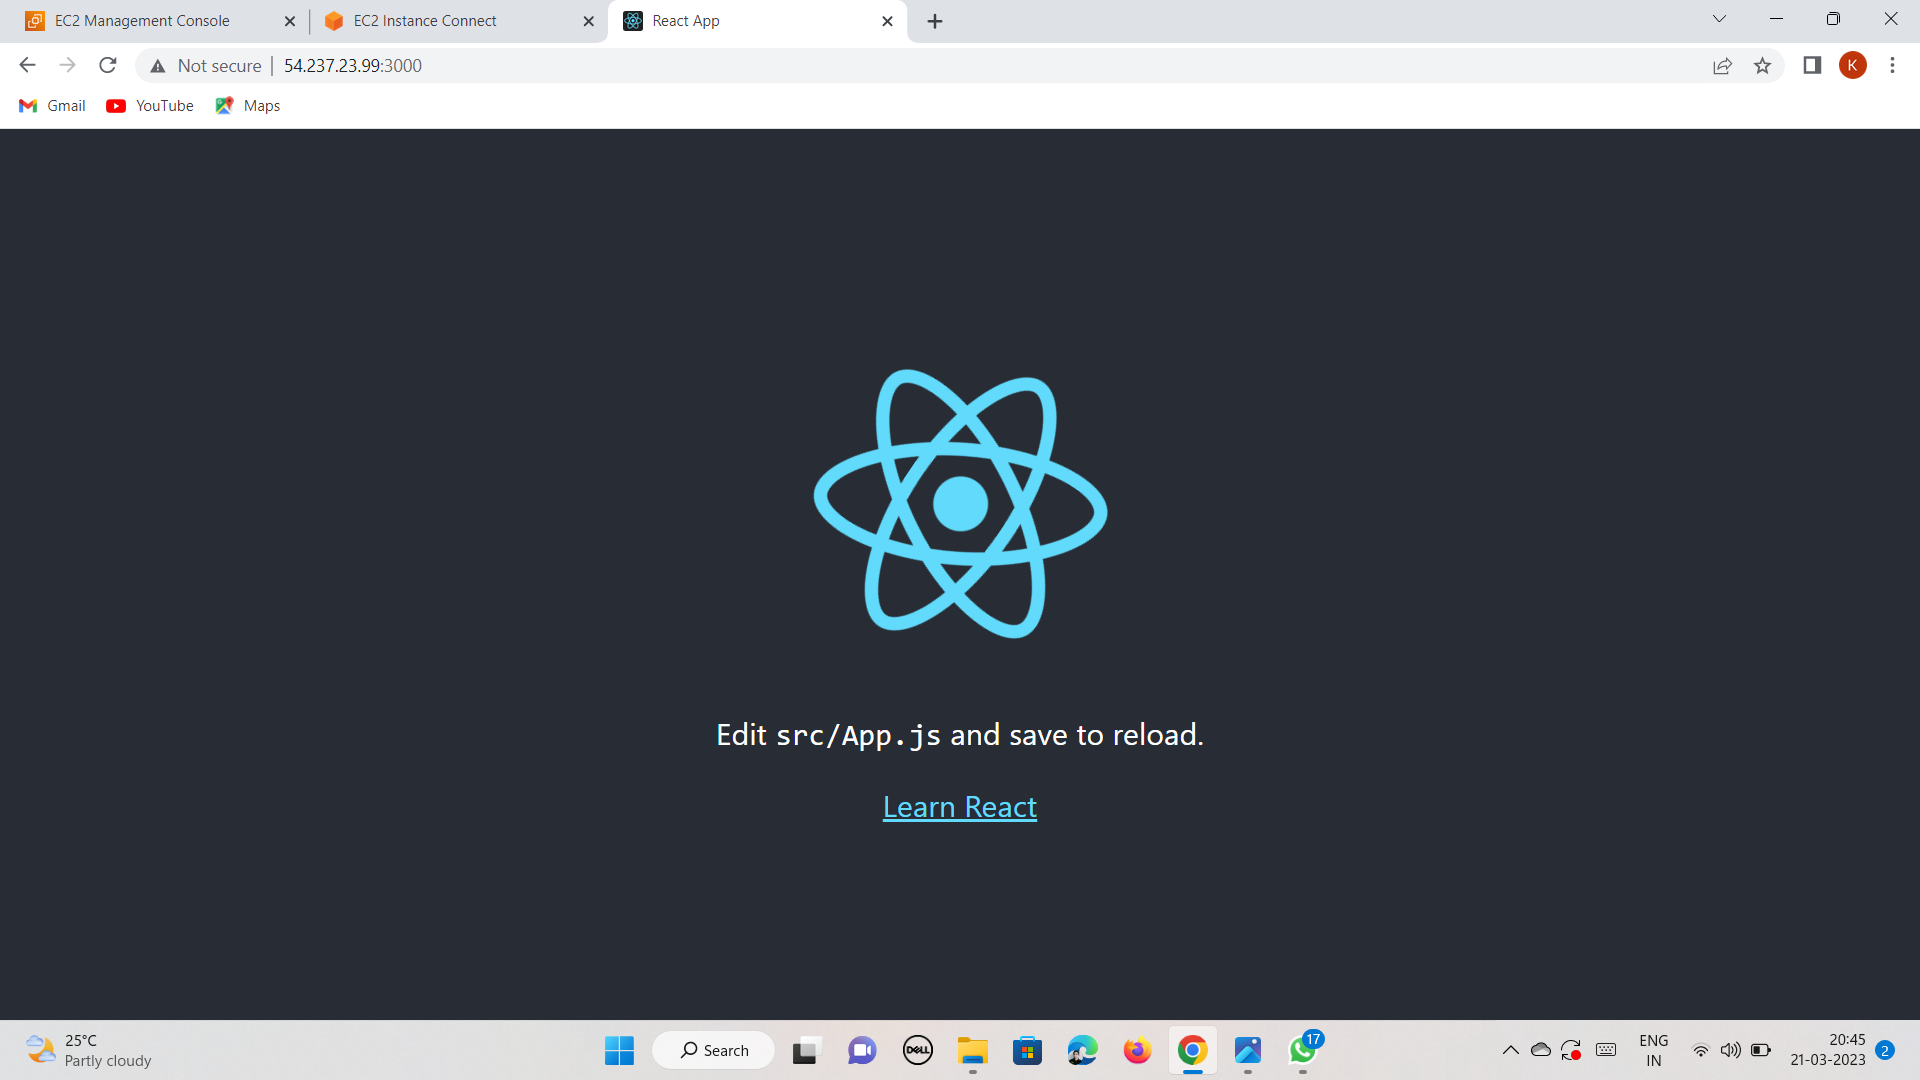 EC2 Management Console
EC2 Instance Connect
React App
Not secure
54.237.23.99:3000
K
Gmail
YouTube
Maps
Edit src/App.js and save to reload.
Learn React
25°C
Partly cloudy
Search
DELL
17
ENG
IN
20:45
21-03-2023
2